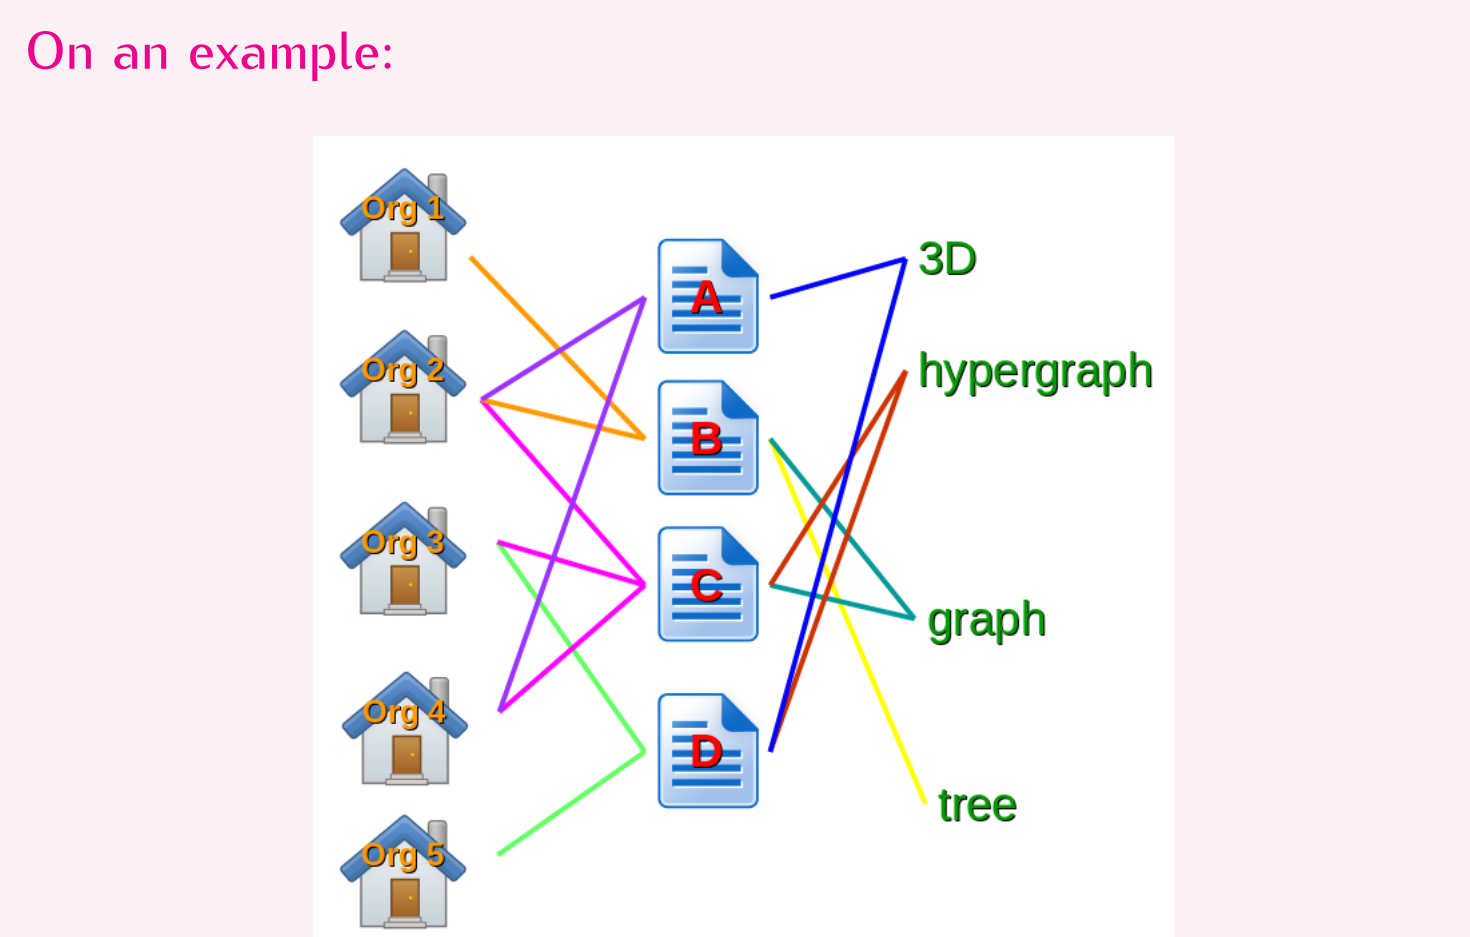 On an example:
Org 1
Org 2
Org 3
Org 4
Org 5
A
B
C
D
3D
hypergraph
graph
tree